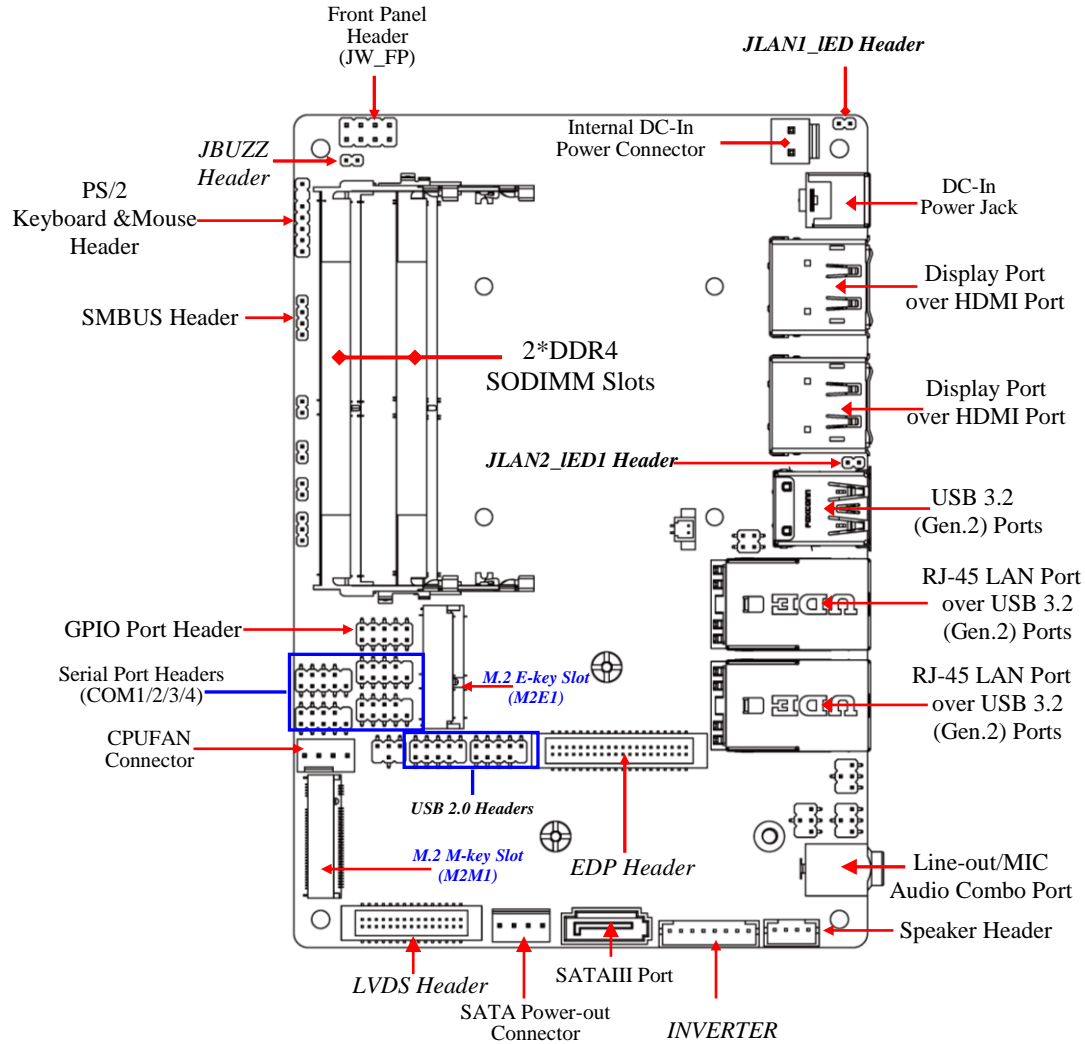 Front Panel
Header
(JW_FP)
JLAN1_lED Header
JBUZZ
Header
Internal DC-In
Power Connector
PS/2
Keyboard &Mouse
Header
DC-In
Power Jack
SMBUS Header
Display Port
over HDMI Port
2*DDR4
SODIMM Slots
Display Port
over HDMI Port
JLAN2_lED1 Header
FOXCONN
USB 3.2
(Gen.2) Ports
RJ-45 LAN Port
over USB 3.2
(Gen.2) Ports
UDE
GPIO Port Header
Serial Port Headers
(COM1/2/3/4)
M.2 E-key Slot
(M2E1)
RJ-45 LAN Port
over USB 3.2
(Gen.2) Ports
UDE
CPUFAN
Connector
USB 2.0 Headers
M.2 M-key Slot
(M2M1)
EDP Header
Line-out/MIC
Audio Combo Port
Speaker Header
LVDS Header
SATAIII Port
SATA Power-out
Connector
INVERTER